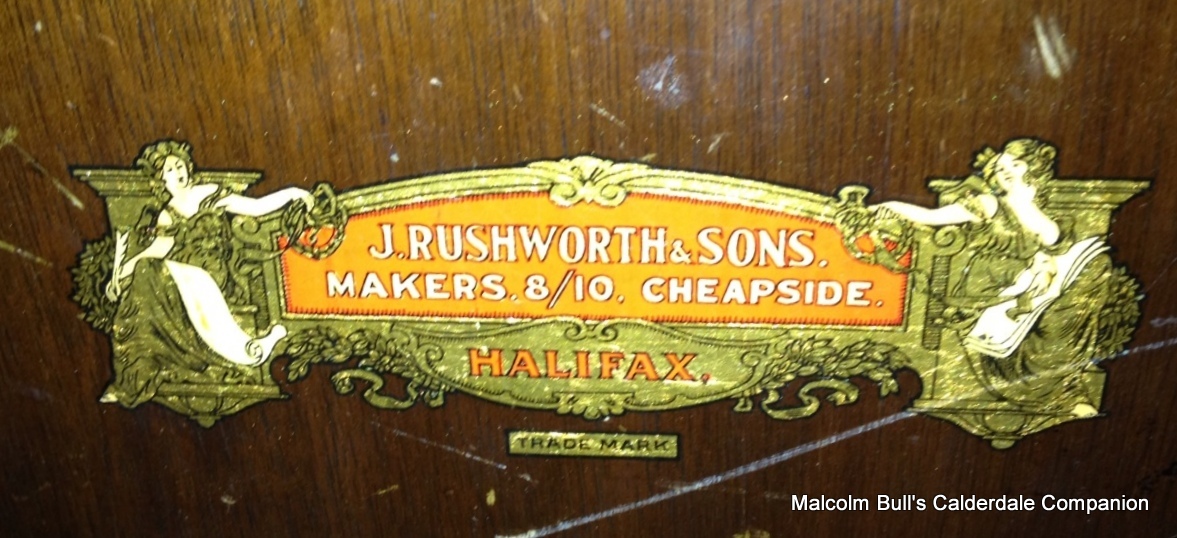 J. RUSHWORTH & SONS.
MAKERS. 8/10. CHEAPSIDE.
HALIFAX.
TRADE MARK
Malcolm Bull's Calderdale Companion